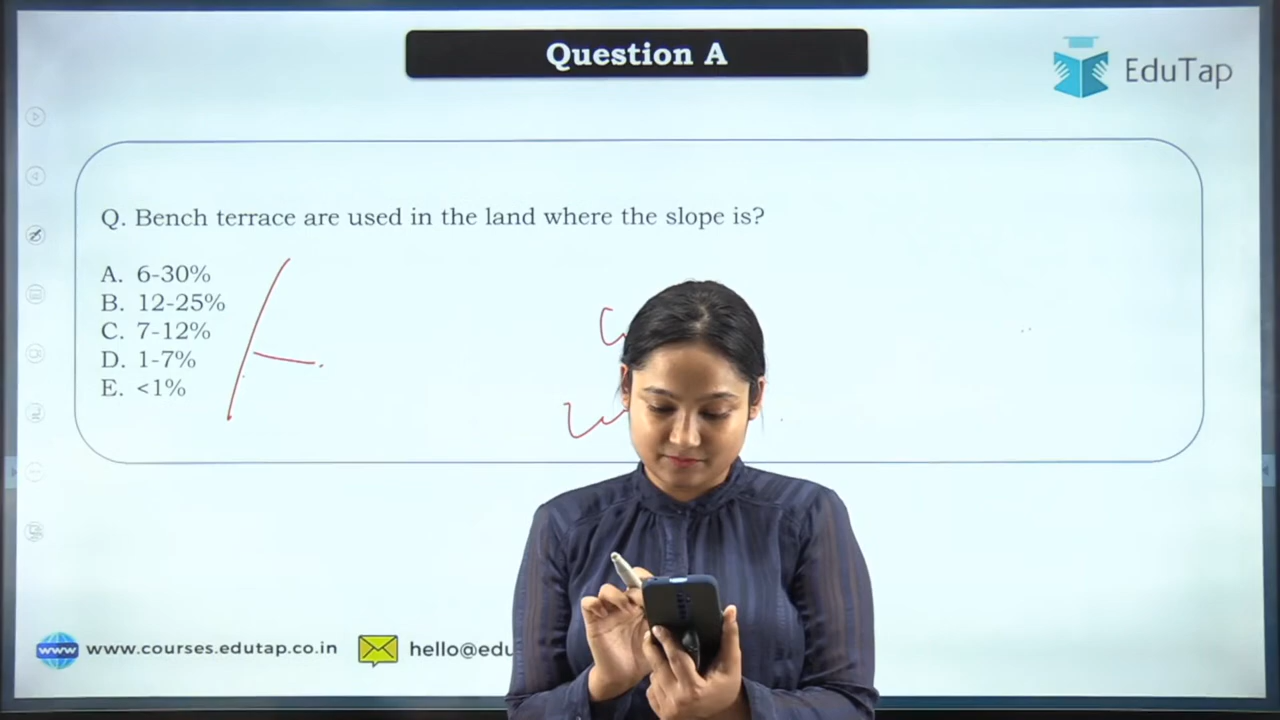 Question A
EduTap
Q. Bench terrace are used in the land where the slope is?
A. 6-30%
B. 12-25%
C. 7-12%
D. 1-7%
E. <1%
www
www.courses.edutap.co.in
hello@edu